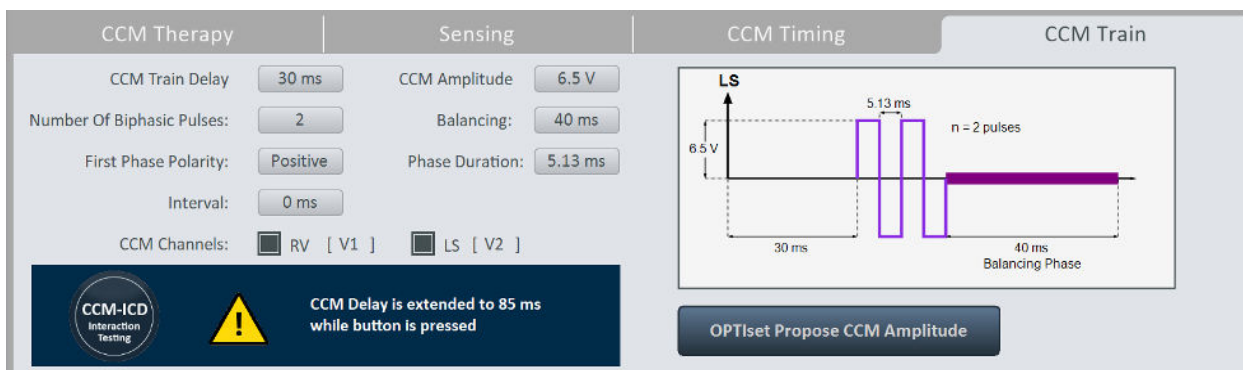 CCM Therapy
Sensing
CCM Timing
CCM Train
CCM Train Delay
30 ms
CCM Amplitude
6.5 V
Number Of Biphasic Pulses:
2
Balancing:
40 ms
First Phase Polarity:
Positive
Phase Duration:
5.13 ms
Interval:
0 ms
CCM Channels:
RV [ V1 ]
LS [ V2 ]
CCM-ICD
Interaction
Testing
!
CCM Delay is extended to 85 ms
while button is pressed
LS
5.13 ms
n = 2 pulses
6.5 V
30 ms
40 ms
Balancing Phase
OPTIset Propose CCM Amplitude